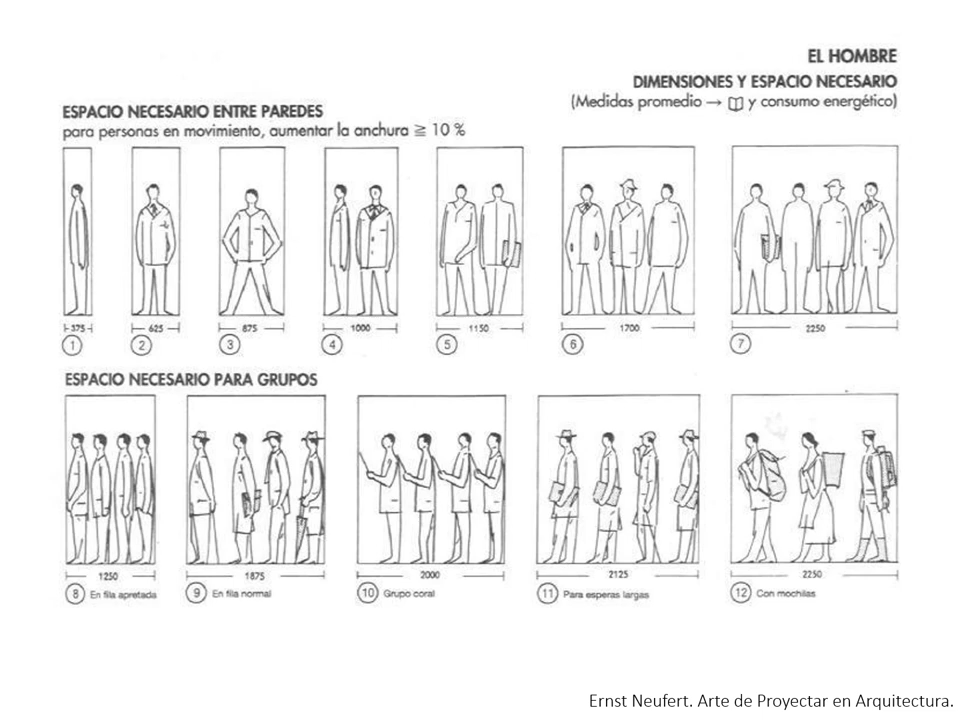 EL HOMBRE
DIMENSIONES Y ESPACIO NECESARIO
(Medidas promedio → 🕮 y consumo energético)
ESPACIO NECESARIO ENTRE PAREDES
para personas en movimiento, aumentar la anchura ≧ 10 %
375 625 875 1000 1150 1700 2250
1 2 3 4 5 6 7
ESPACIO NECESARIO PARA GRUPOS
1250 1875 2000 2125 2250
8 En fila apretada 9 En fila normal 10 Grupo coral 11 Para esperas largas 12 Con mochilas
Ernst Neufert. Arte de Proyectar en Arquitectura.